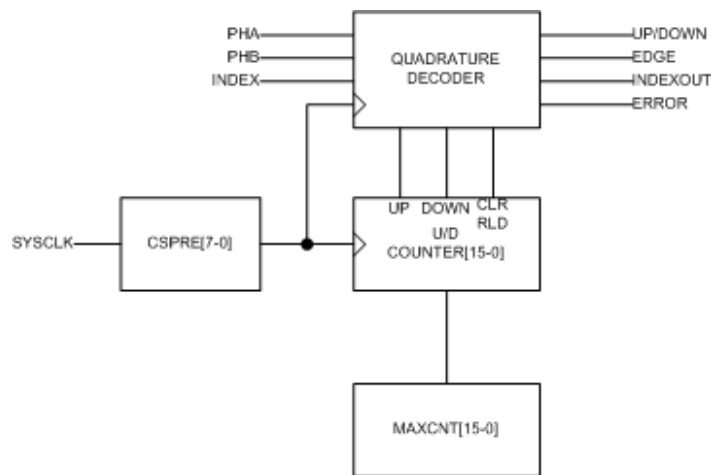 PHA
PHB
INDEX
QUADRATURE
DECODER
UP/DOWN
EDGE
INDEXOUT
ERROR
UP DOWN CLR
RLD
U/D
COUNTER[15-0]
SYSCLK
CSPRE[7-0]
MAXCNT[15-0]